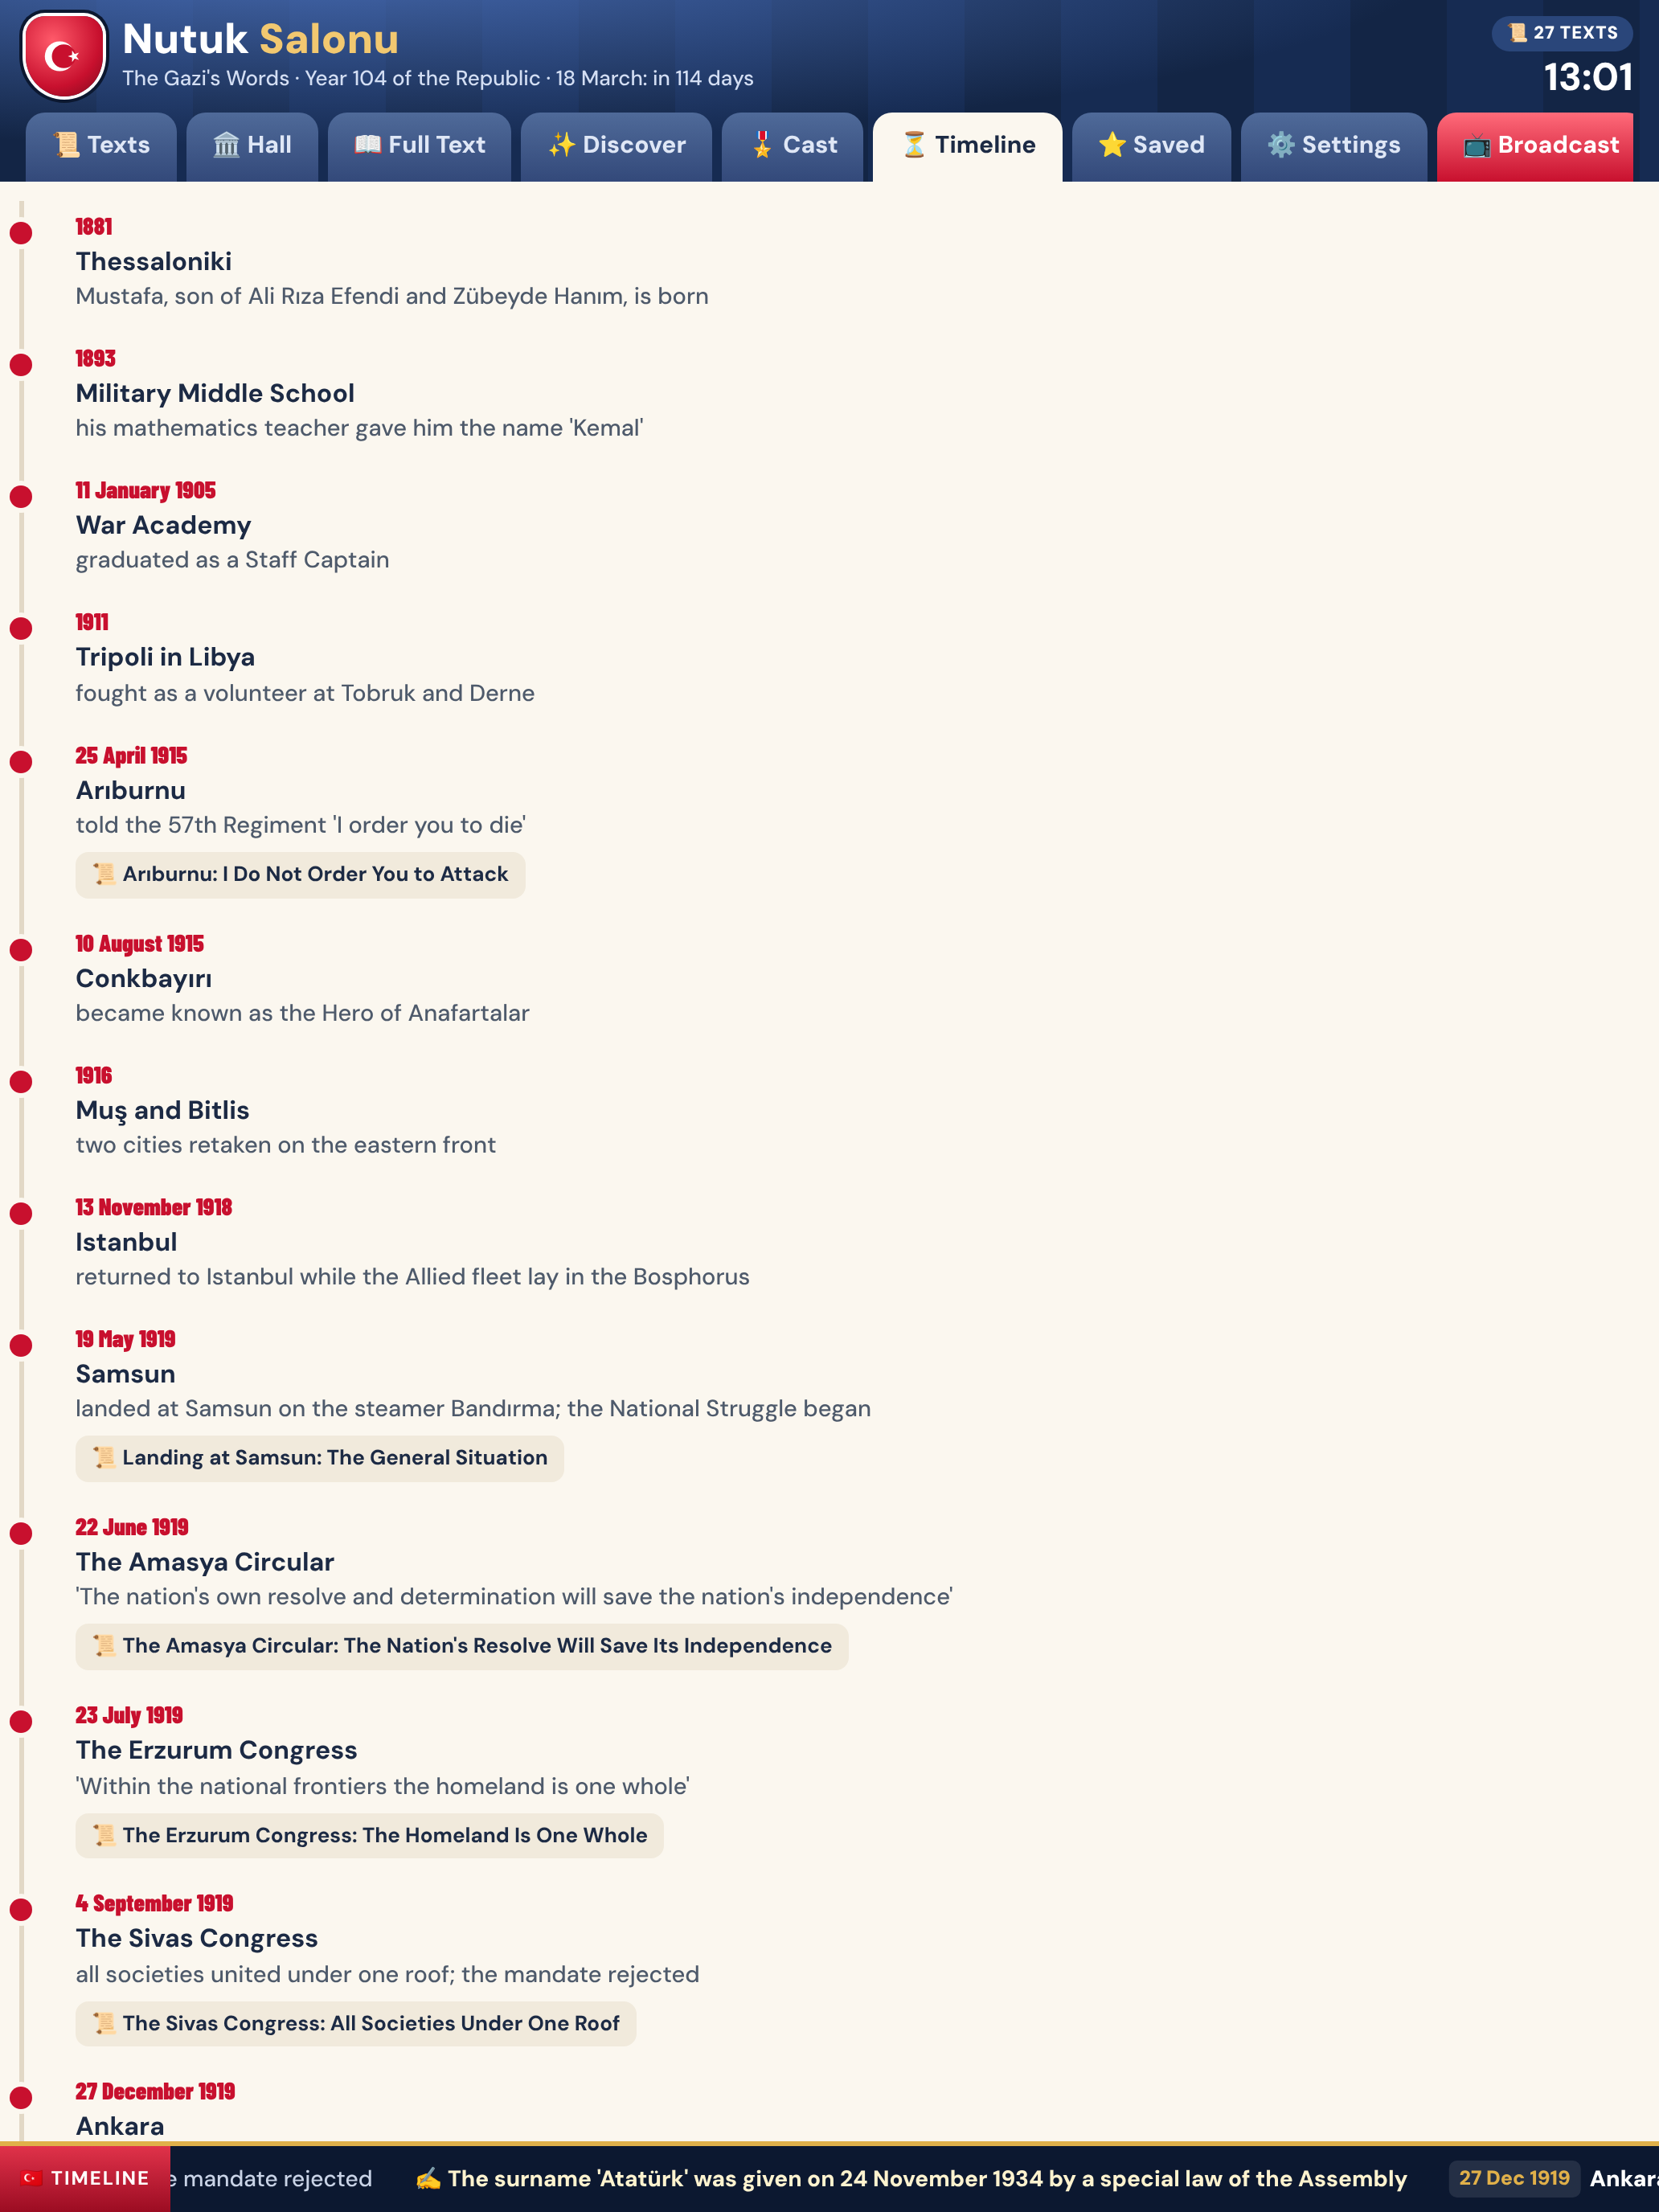 Nutuk Salonu
The Gazi's Words · Year 104 of the Republic · 18 March: in 114 days
27 TEXTS
13:01
Texts
Hall
Full Text
Discover
Cast
Timeline
Saved
Settings
Broadcast
1881
Thessaloniki
Mustafa, son of Ali Rıza Efendi and Zübeyde Hanım, is born
1893
Military Middle School
his mathematics teacher gave him the name 'Kemal'
11 January 1905
War Academy
graduated as a Staff Captain
1911
Tripoli in Libya
fought as a volunteer at Tobruk and Derne
25 April 1915
Arıburnu
told the 57th Regiment 'I order you to die'
Arıburnu: I Do Not Order You to Attack
10 August 1915
Conkbayırı
became known as the Hero of Anafartalar
1916
Muş and Bitlis
two cities retaken on the eastern front
13 November 1918
Istanbul
returned to Istanbul while the Allied fleet lay in the Bosphorus
19 May 1919
Samsun
landed at Samsun on the steamer Bandırma; the National Struggle began
Landing at Samsun: The General Situation
22 June 1919
The Amasya Circular
'The nation's own resolve and determination will save the nation's independence'
The Amasya Circular: The Nation's Resolve Will Save Its Independence
23 July 1919
The Erzurum Congress
'Within the national frontiers the homeland is one whole'
The Erzurum Congress: The Homeland Is One Whole
4 September 1919
The Sivas Congress
all societies united under one roof; the mandate rejected
The Sivas Congress: All Societies Under One Roof
27 December 1919
Ankara
TIMELINE
e mandate rejected
The surname 'Atatürk' was given on 24 November 1934 by a special law of the Assembly
27 Dec 1919
Ankara